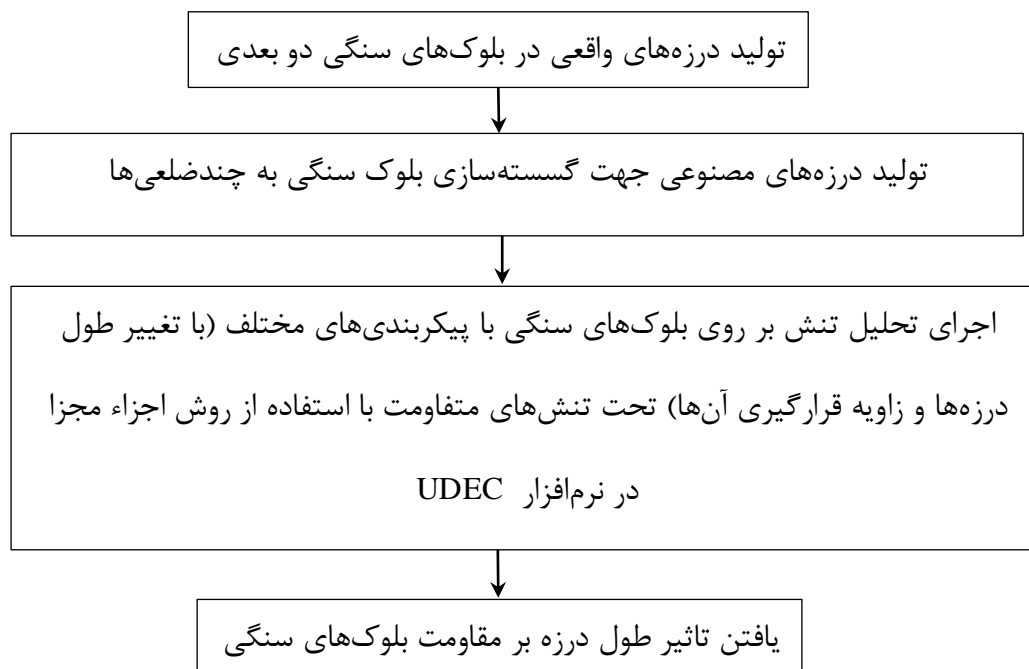 تولید درزه‌های واقعی در بلوک‌های سنگی دو بعدی
تولید درزه‌های مصنوعی جهت گسسته‌سازی بلوک سنگی به چندضلعی‌ها
اجرای تحلیل تنش بر روی بلوک‌های سنگی با پیکربندی‌های مختلف (با تغییر طول
درزه‌ها و زاویه قرارگیری آن‌ها) تحت تنش‌های متفاومت با استفاده از روش اجزاء مجزا
در نرم‌افزار UDEC
یافتن تاثیر طول درزه بر مقاومت بلوک‌های سنگی